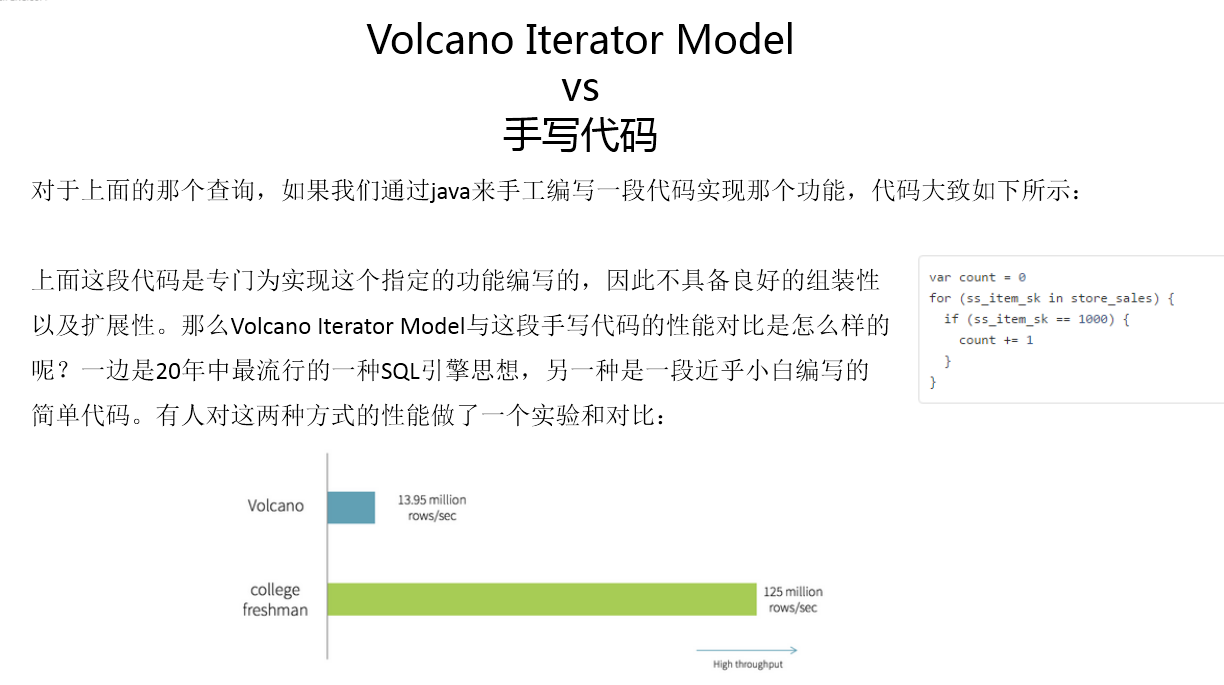 Volcano Iterator Model
vs
手写代码
对于上面的那个查询，如果我们通过java来手工编写一段代码实现那个功能，代码大致如下所示：
上面这段代码是专门为实现这个指定的功能编写的，因此不具备良好的组装性
以及扩展性。那么Volcano Iterator Model与这段手写代码的性能对比是怎么样的
呢？一边是20年中最流行的一种SQL引擎思想，另一种是一段近乎小白编写的
简单代码。有人对这两种方式的性能做了一个实验和对比：
var count = 0
for (ss_item_sk in store_sales) {
if (ss_item_sk == 1000) {
count += 1
}
}
Volcano
13.95 million
rows/sec
college
freshman
125 million
rows/sec
High throughput